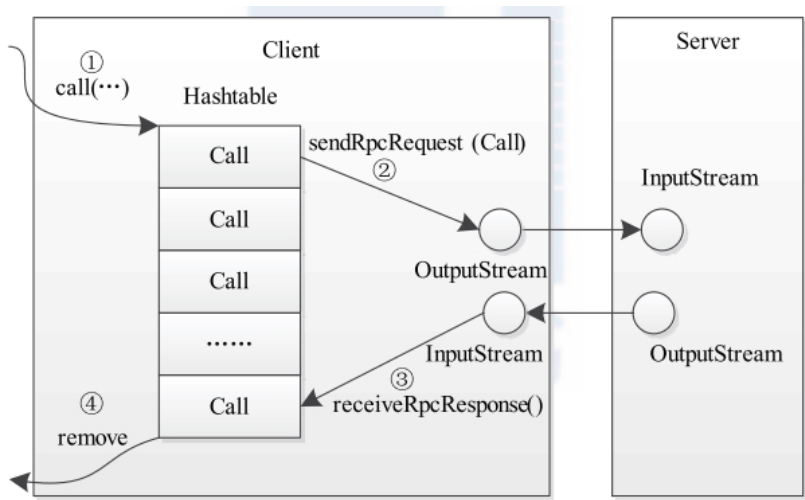 Client
Server
①
call(⋯)
Hashtable
Call
sendRpcRequest (Call)
②
InputStream
Call
OutputStream
Call
InputStream
OutputStream
······
③
receiveRpcResponse()
Call
④
remove